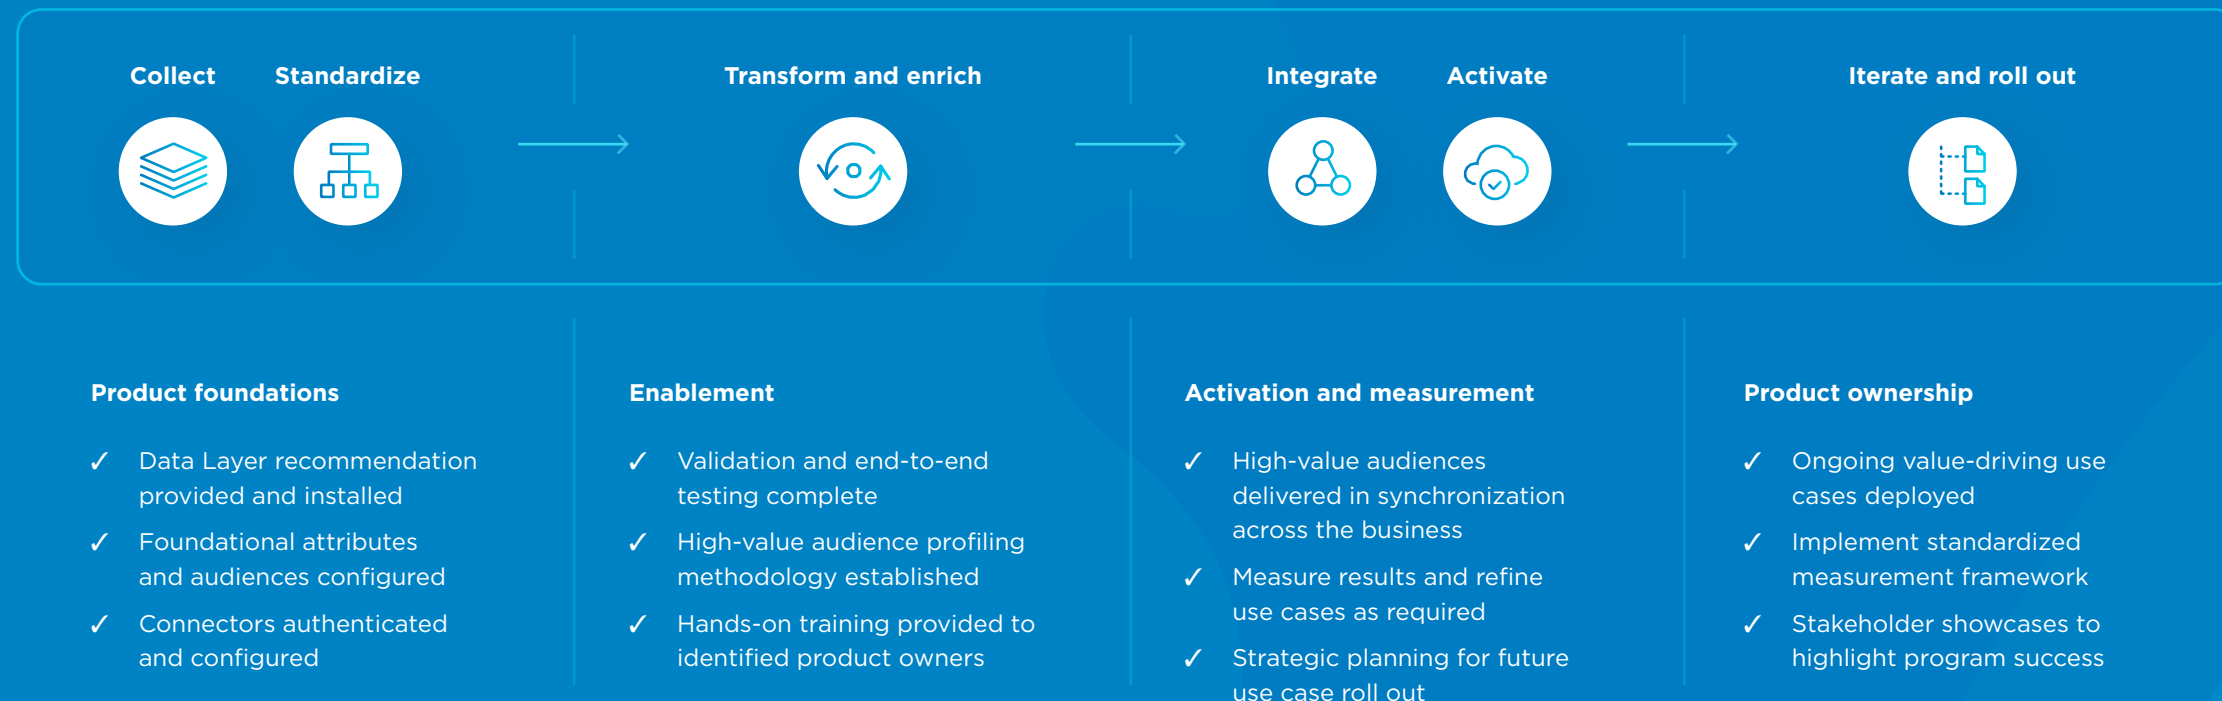 Collect
Standardize
Transform and enrich
Integrate
Activate
Iterate and roll out
Product foundations
✓ Data Layer recommendation
provided and installed
✓ Foundational attributes
and audiences configured
✓ Connectors authenticated
and configured
Enablement
✓ Validation and end-to-end
testing complete
✓ High-value audience profiling
methodology established
✓ Hands-on training provided to
identified product owners
Activation and measurement
✓ High-value audiences
delivered in synchronization
across the business
✓ Measure results and refine
use cases as required
✓ Strategic planning for future
use case roll out
Product ownership
✓ Ongoing value-driving use
cases deployed
✓ Implement standardized
measurement framework
✓ Stakeholder showcases to
highlight program success